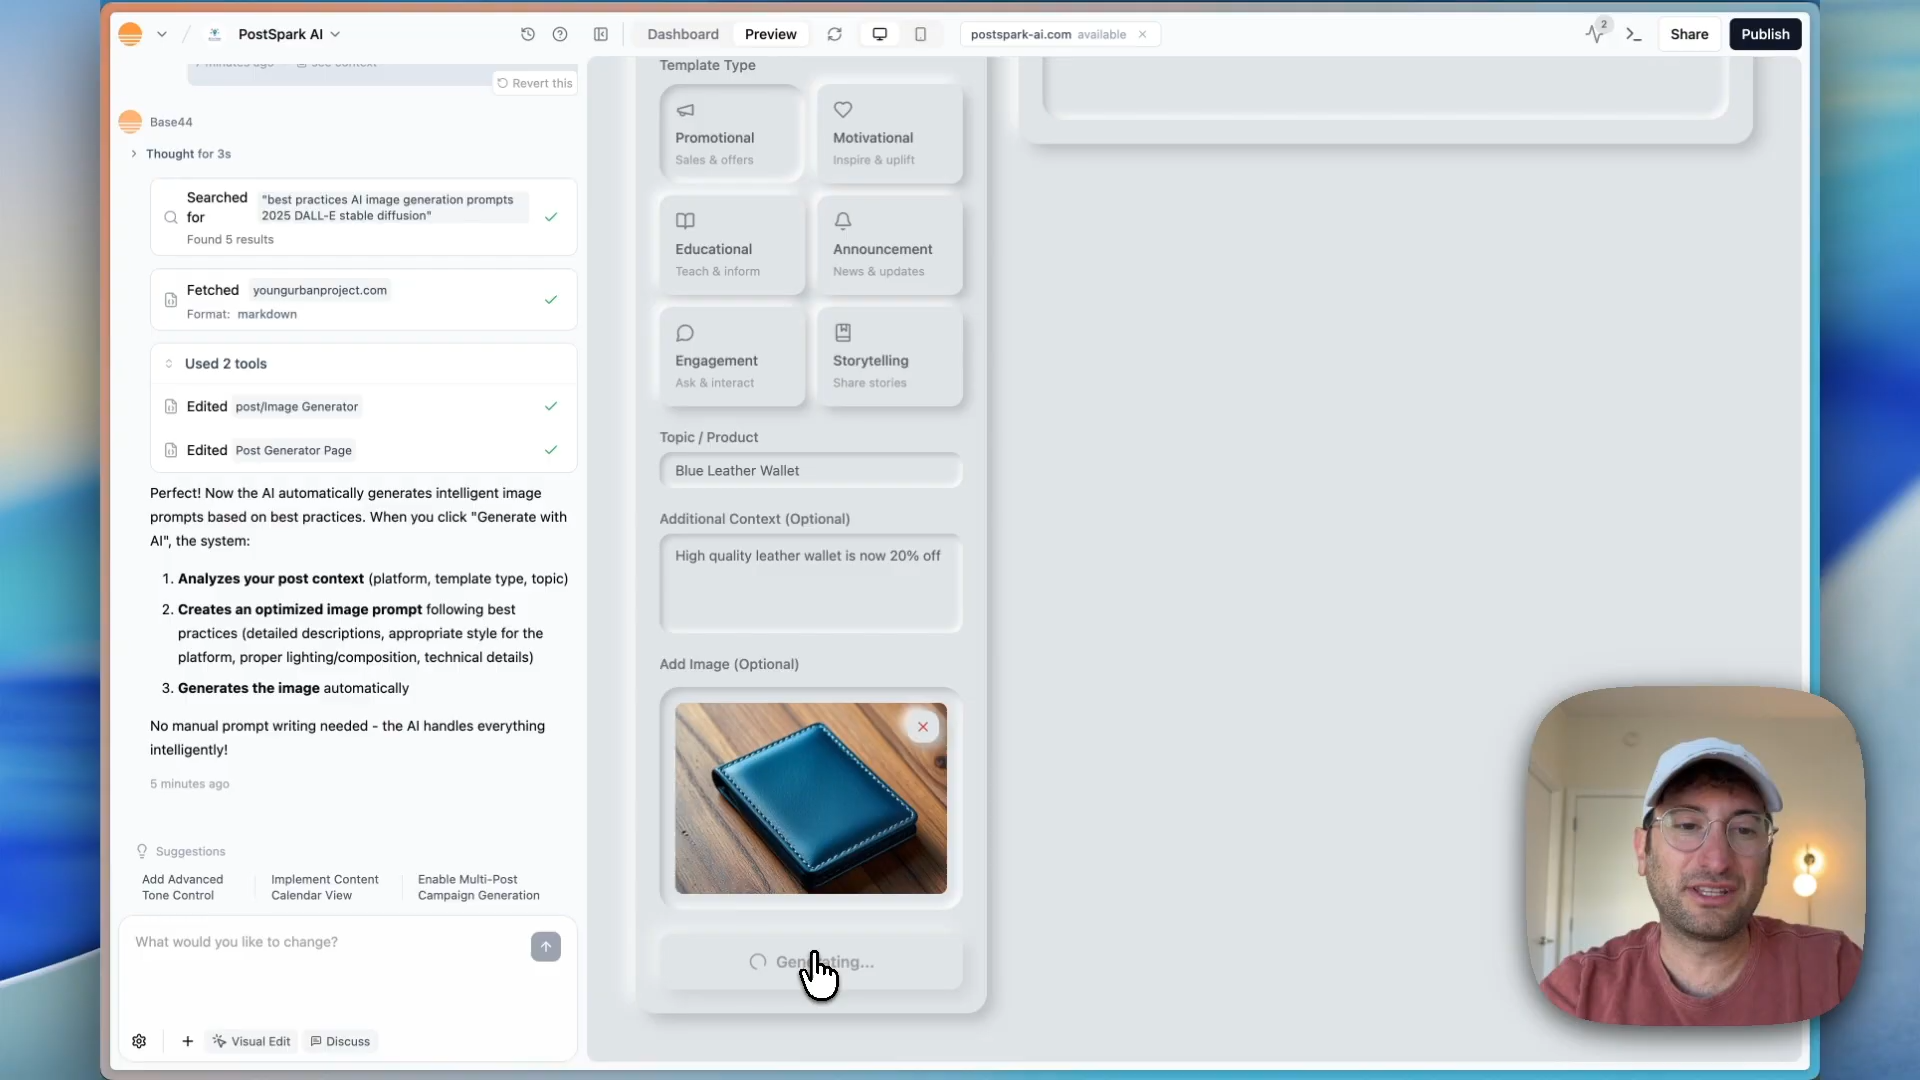 PostSpark AI
Dashboard
Preview
postspark-ai.com available
2
Share
Publish
7 minutes ago
See context
Revert this
Base44
Thought for 3s
Searched for
"best practices AI image generation prompts
2025 DALL-E stable diffusion"
Found 5 results
Fetched youngurbanproject.com
Format: markdown
Used 2 tools
Edited post/Image Generator
Edited Post Generator Page
Perfect! Now the AI automatically generates intelligent image
prompts based on best practices. When you click "Generate with
AI", the system:
1. Analyzes your post context (platform, template type, topic)
2. Creates an optimized image prompt following best
practices (detailed descriptions, appropriate style for the
platform, proper lighting/composition, technical details)
3. Generates the image automatically
No manual prompt writing needed - the AI handles everything
intelligently!
5 minutes ago
Suggestions
Add Advanced
Tone Control
Implement Content
Calendar View
Enable Multi-Post
Campaign Generation
What would you like to change?
Visual Edit
Discuss
Template Type
Promotional
Sales & offers
Motivational
Inspire & uplift
Educational
Teach & inform
Announcement
News & updates
Engagement
Ask & interact
Storytelling
Share stories
Topic / Product
Blue Leather Wallet
Additional Context (Optional)
High quality leather wallet is now 20% off
Add Image (Optional)
Generating...